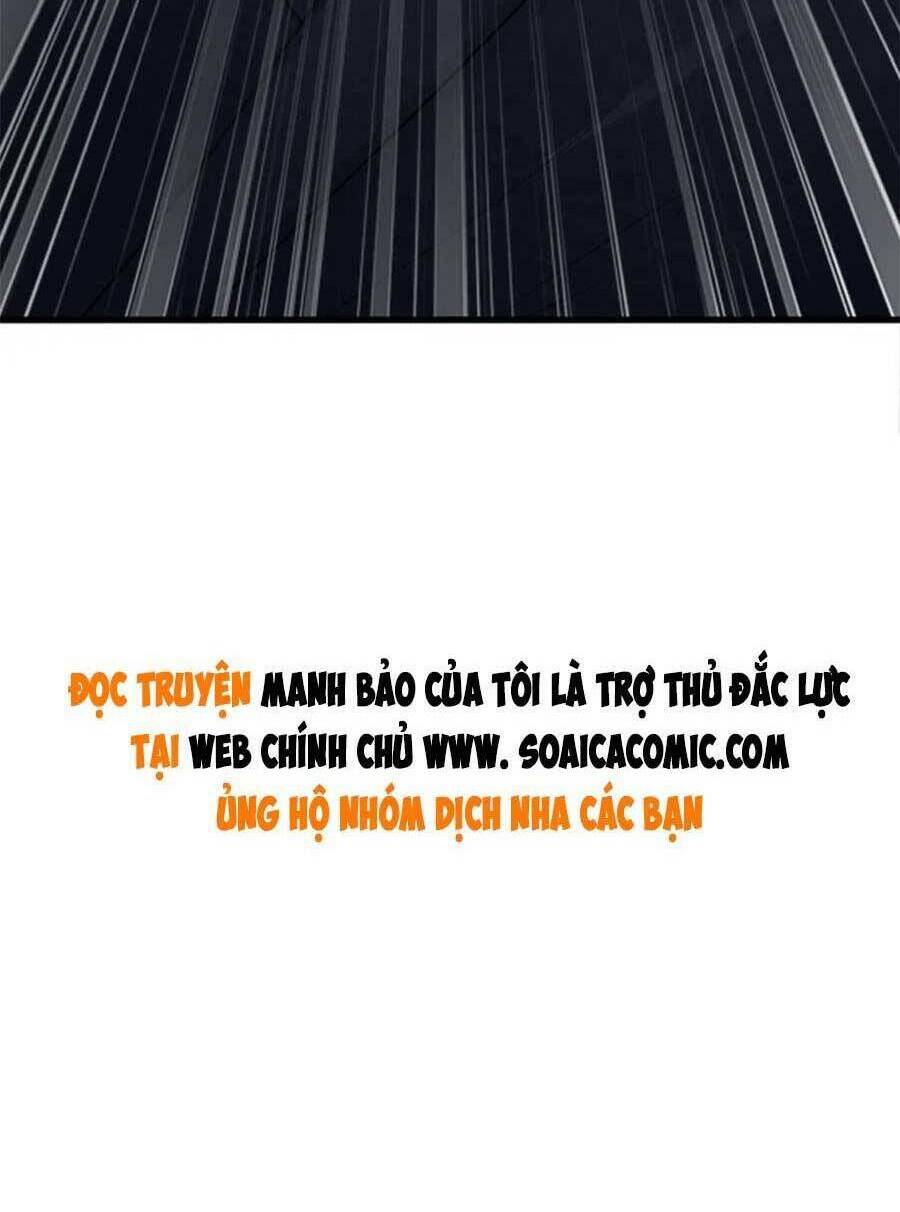 ĐỌC TRUYỆN MANH BẢO CỦA TÔI LÀ TRỢ THỦ ĐẮC LỰC
TẠI WEB CHÍNH CHỦ WWW. SOAICACOMIC.COM
ỦNG HỘ NHÓM DỊCH NHA CÁC BẠN